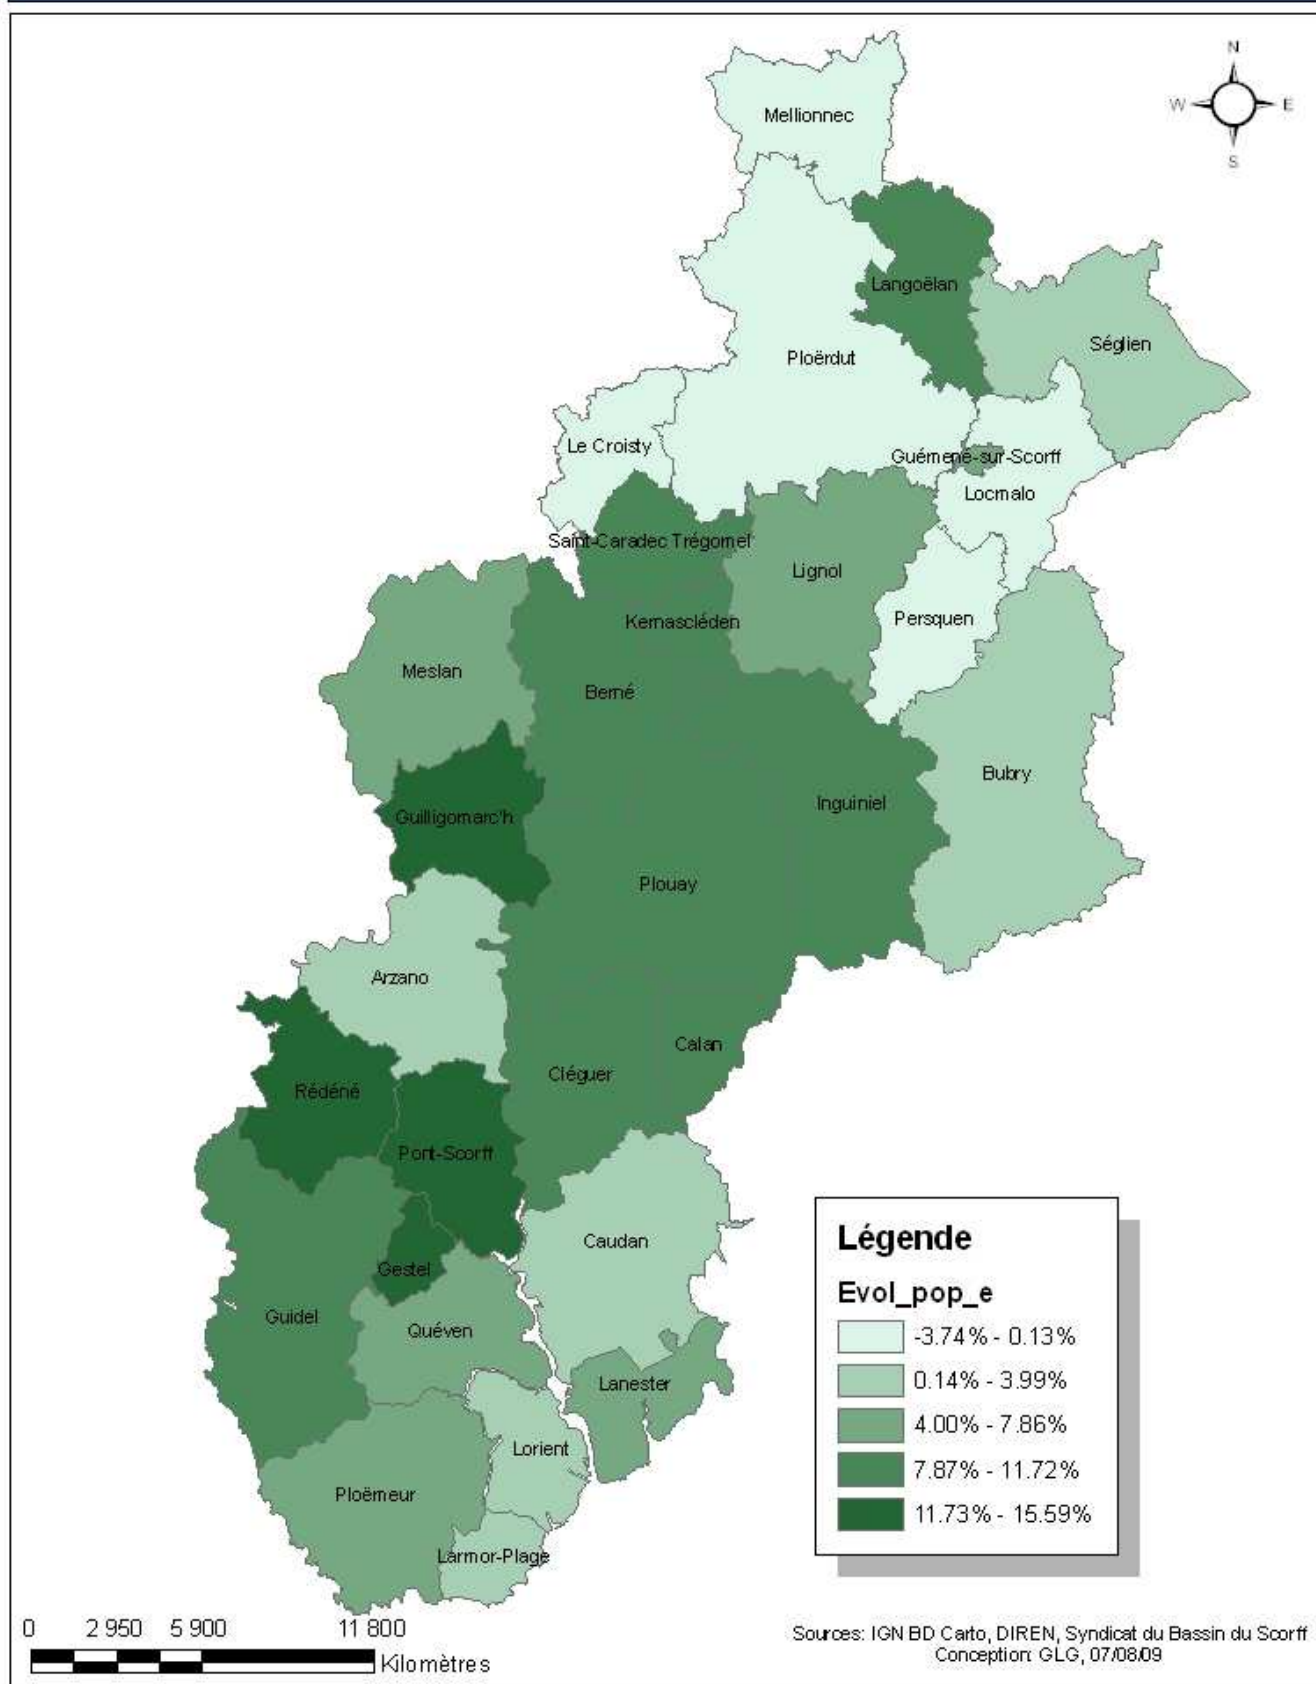 N
W E
S
Mellionnec
Langoëlan
Séglien
Ploërdut
Le Croisty
Guémené-sur-Scorff
Locmalo
Saint-Caradec Trégomel
Lignol
Kernascléden
Persquen
Meslan
Berné
Bubry
Inguiniel
Guilligomarc'h
Plouay
Arzano
Calan
Cléguer
Rédéné
Pont-Scorff
Caudan
Gestel
Guidel
Quéven
Lanester
Lorient
Ploëmeur
Larmor-Plage
Légende
Evol_pop_e
-3.74% - 0.13%
0.14% - 3.99%
4.00% - 7.86%
7.87% - 11.72%
11.73% - 15.59%
0 2 950 5 900 11 800
Kilomètres
Sources: IGN BD Carto, DIREN, Syndicat du Bassin du Scorff
Conception: GLG, 07/08/09